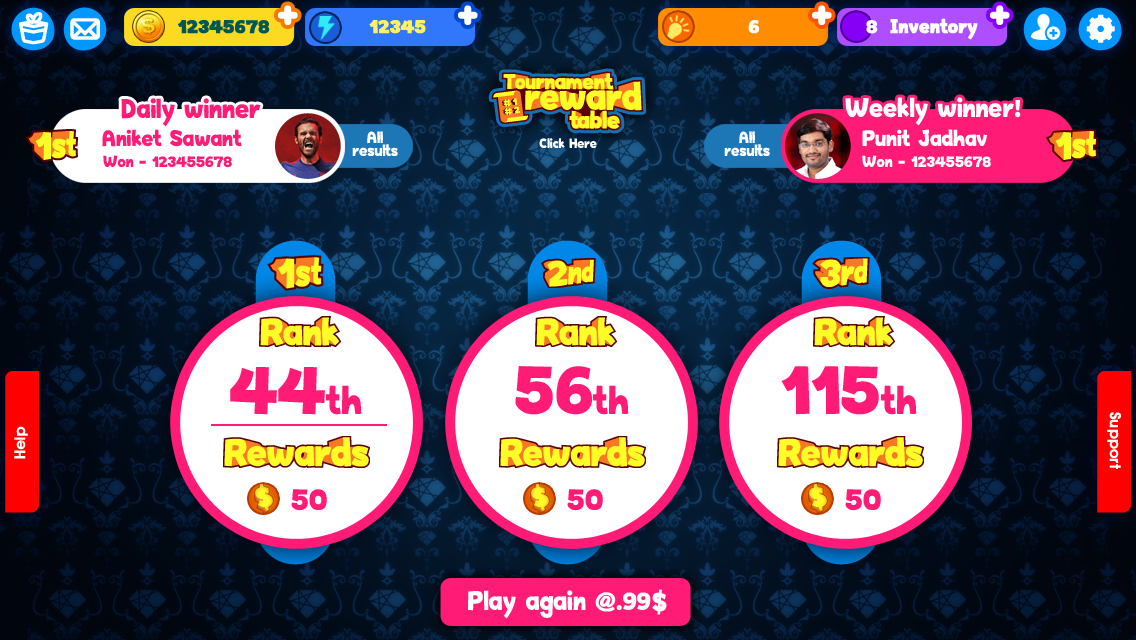 12345678
12345
6
8 Inventory
Daily winner
1st
Aniket Sawant
Won - 123455678
All
results
Tournament
#1
#2
reward
table
Click Here
Weekly winner!
All
results
Punit Jadhav
Won - 123455678
1st
1st
2nd
3rd
Rank
Rank
Rank
44th
56th
115th
Rewards
Rewards
Rewards
$ 50
$ 50
$ 50
Help
Support
Play again @.99$